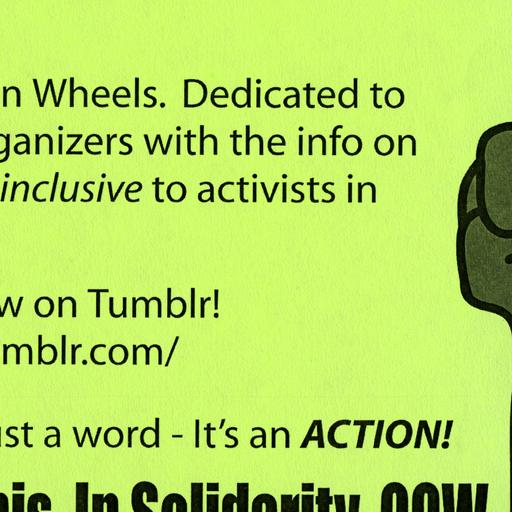 n Wheels. Dedicated to
ganizers with the info on
inclusive to activists in
w on Tumblr!
mblr.com/
ust a word - It's an ACTION!
his. In Solidarity, OOW